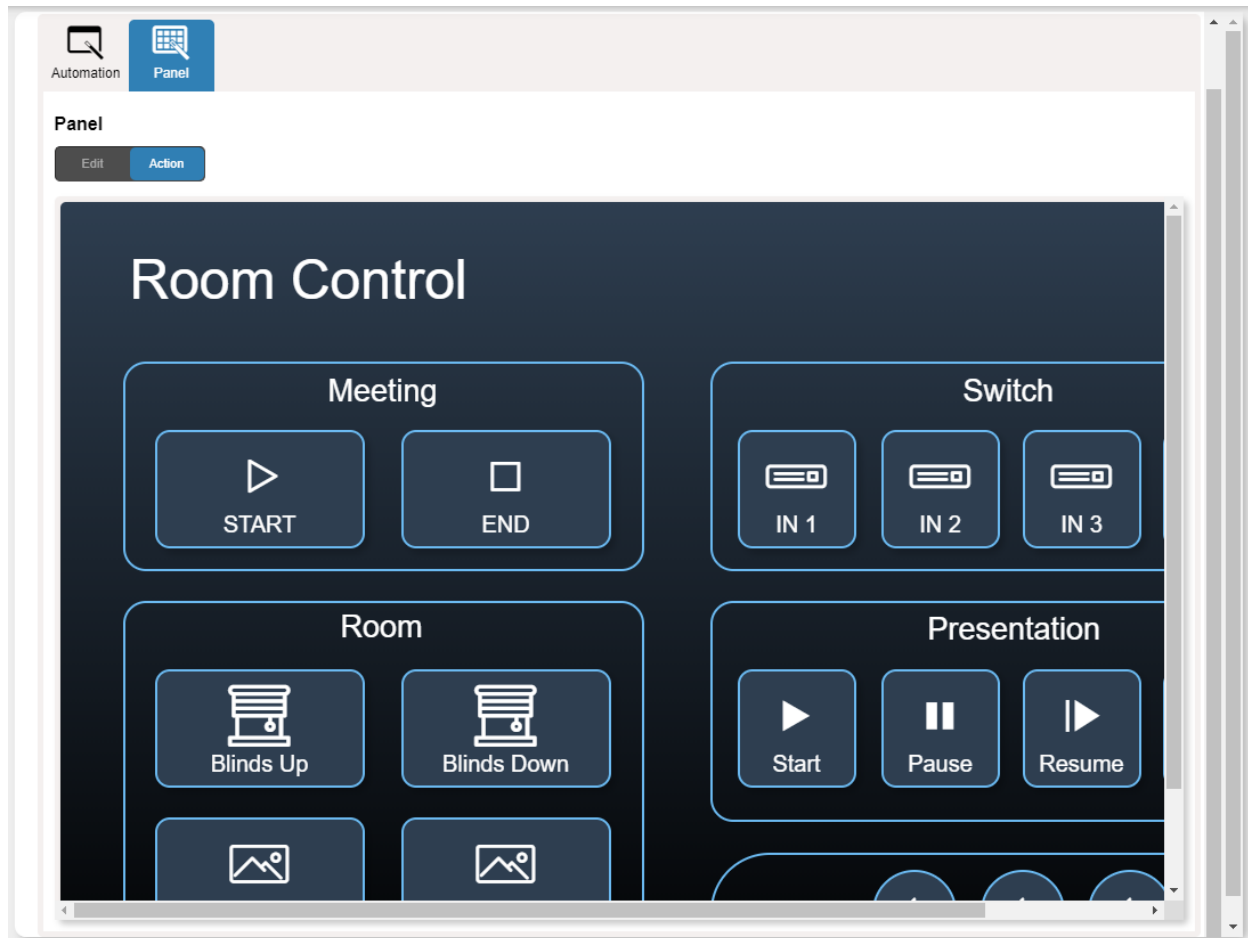 Automation
Panel
Panel
Edit
Action
Room Control
Meeting
START
END
Switch
IN 1
IN 2
IN 3
Room
Blinds Up
Blinds Down
Presentation
Start
Pause
Resume